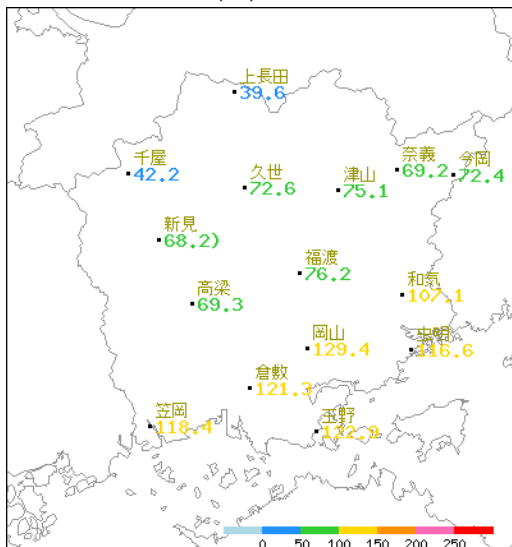 上長田
39.6
千屋
42.2
久世
72.6
津山
75.1
奈義
69.2
今岡
72.4
新見
68.2)
福渡
76.2
和気
107.1
高梁
69.3
岡山
129.4
虫明
116.6
倉敷
121.3
笠岡
118.4
玉野
122.9
0 50 100 150 200 250